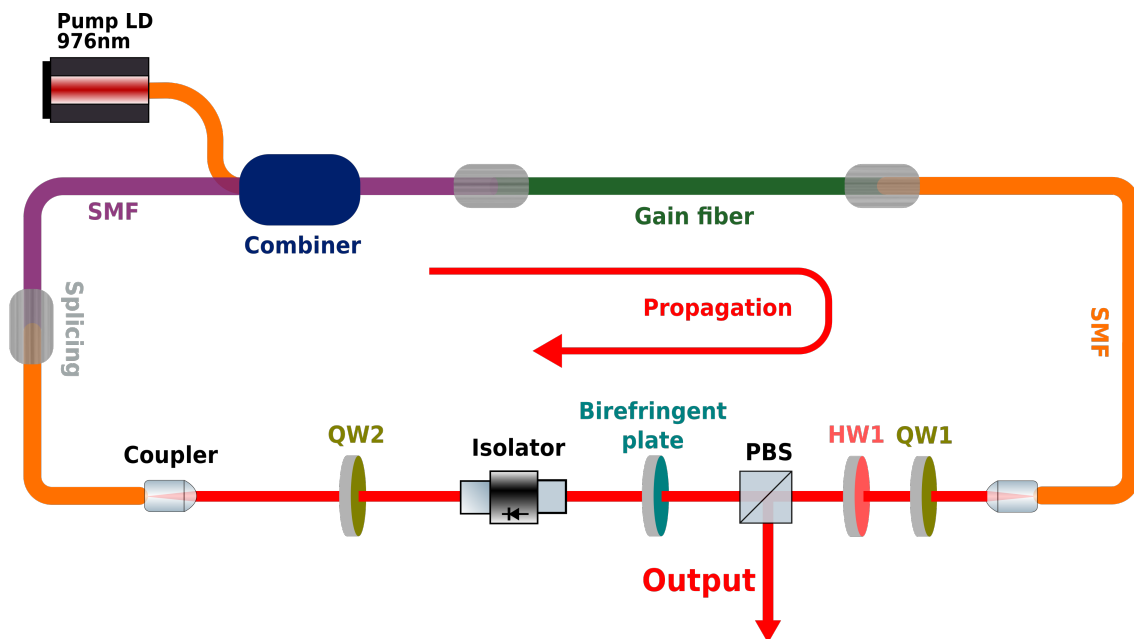 Pump LD
976nm
SMF
Combiner
Gain fiber
Splicing
Propagation
SMF
Birefringent
plate
Coupler
QW2
Isolator
PBS
HW1
QW1
Output